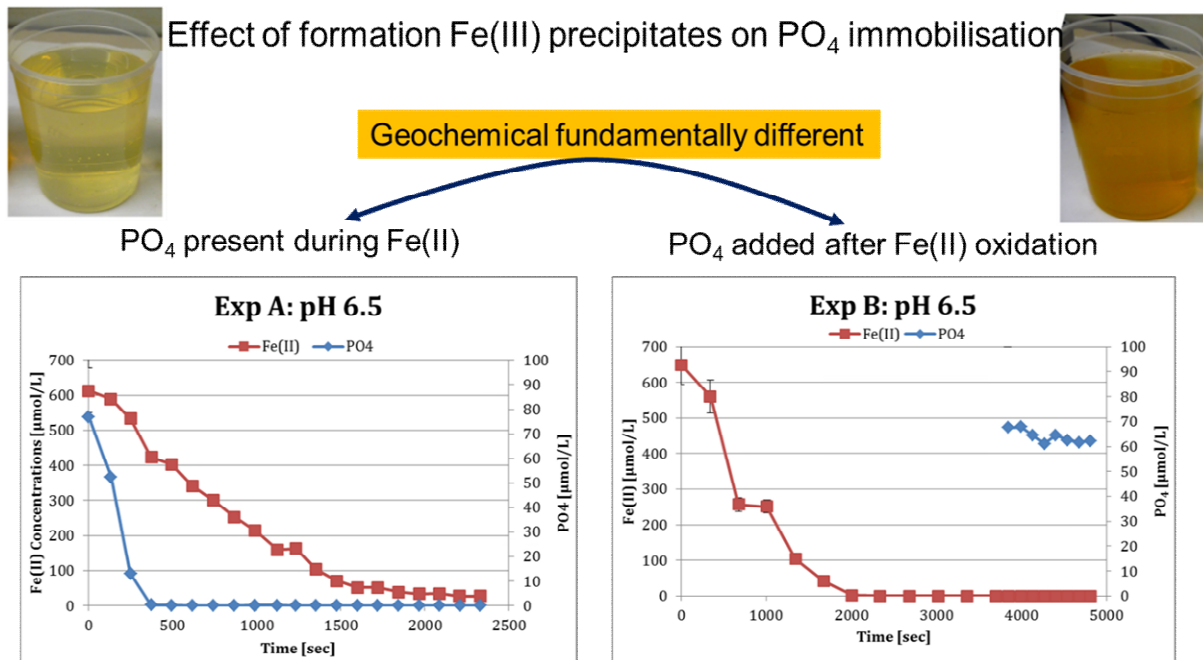 Effect of formation Fe(III) precipitates on PO₄ immobilisation
Geochemical fundamentally different
PO₄ present during Fe(II)
PO₄ added after Fe(II) oxidation
Exp A: pH 6.5
Fe(II) PO4
700
600
500
400
300
200
100
0
Fe(II) Concentrations [µmol/L]
100
90
80
70
60
50
40
30
20
10
0
PO4 [µmol/L]
0 500 1000 1500 2000 2500
Time [sec]
Exp B: pH 6.5
Fe(II) PO4
700
600
500
400
300
200
100
0
Fe(II) [µmol/L]
100
90
80
70
60
50
40
30
20
10
0
PO₄ [µmol/L]
0 1000 2000 3000 4000 5000
Time [sec]